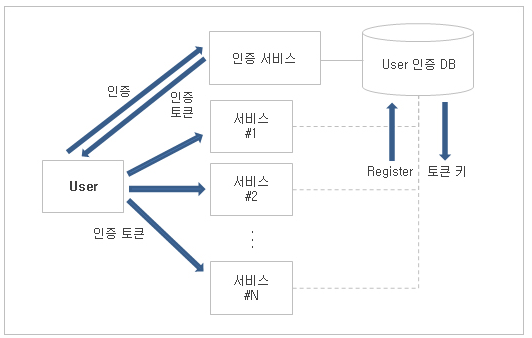 인증 서비스
User 인증 DB
인증
인증
토큰
서비스
#1
Register
토큰 키
User
서비스
#2
인증 토큰
서비스
#N